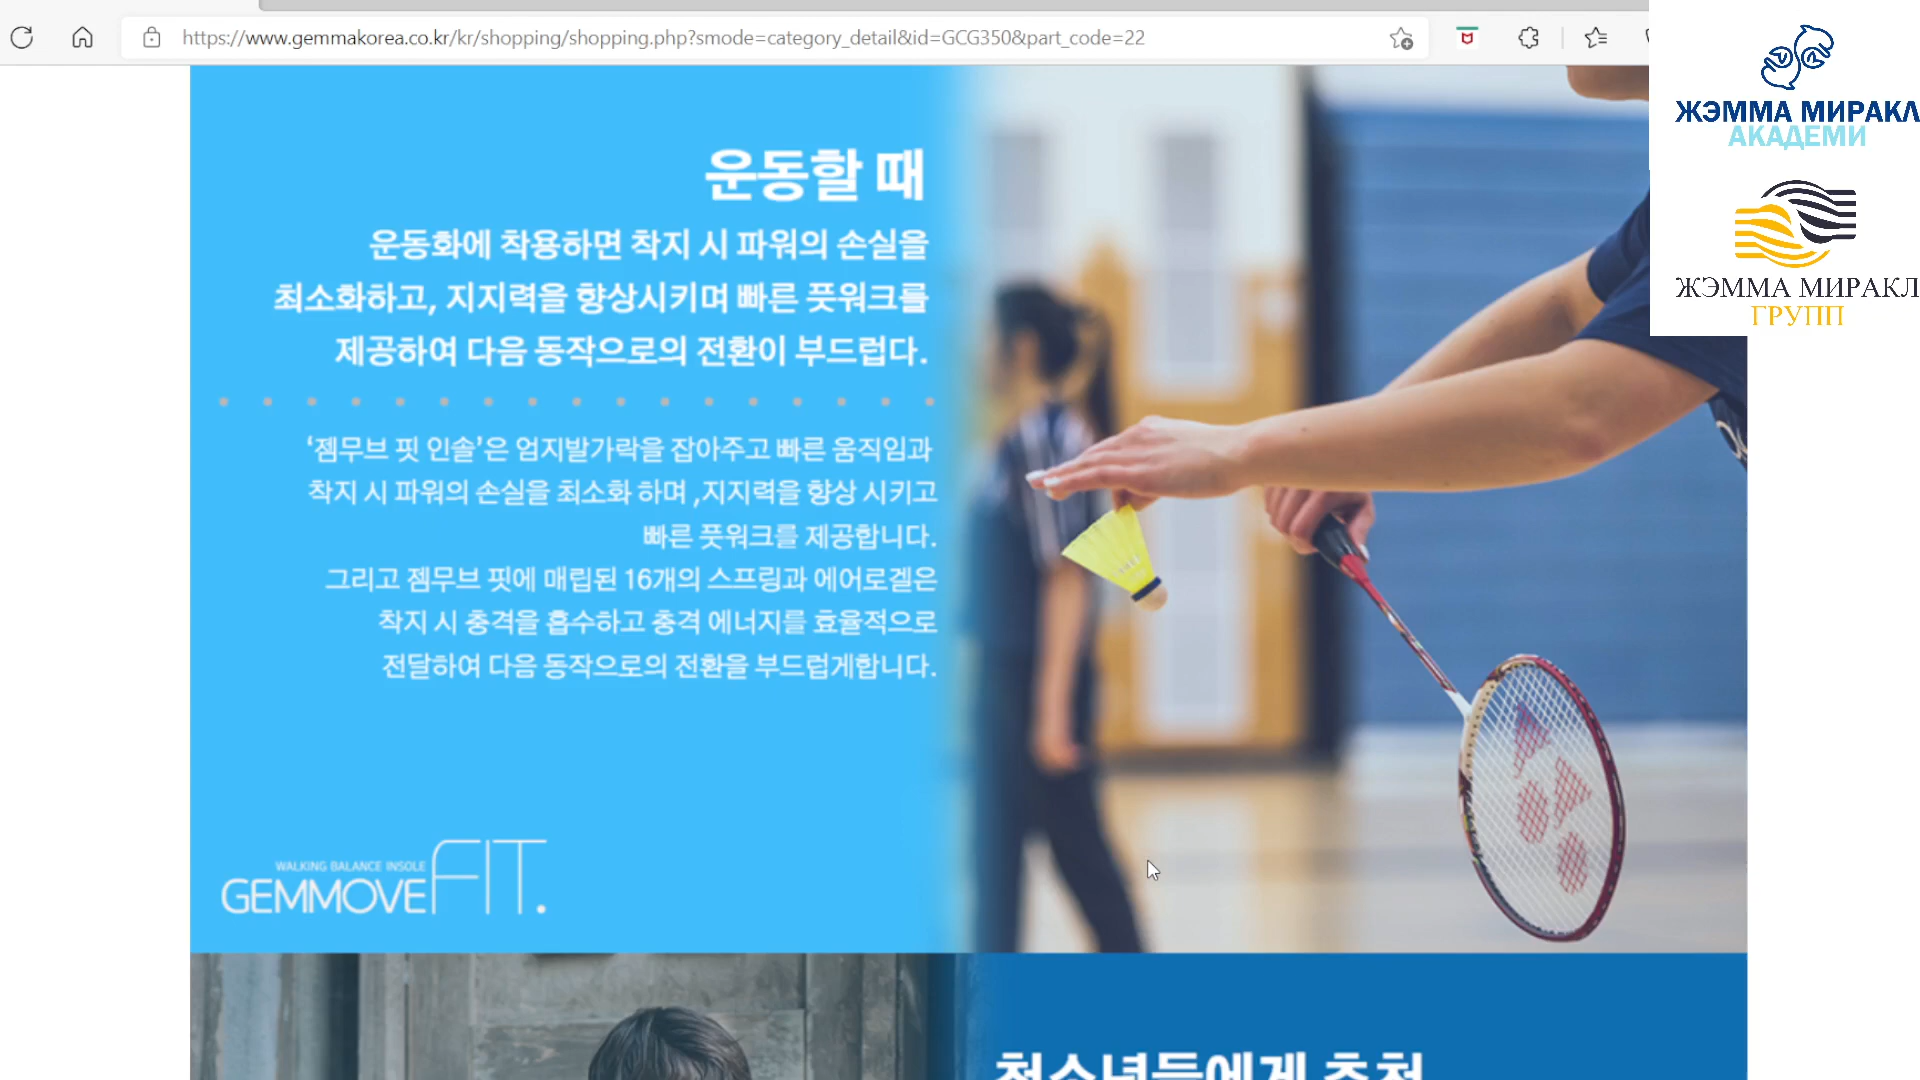 https://www.gemmakorea.co.kr/kr/shopping/shopping.php?smode=category_detail&id=GCG350&part_code=22
ЖЭММА МИРАКЛ
АКАДЕМИ
ЖЭММА МИРАКЛ
ГРУПП
운동할 때
운동화에 착용하면 착지 시 파워의 손실을
최소화하고, 지지력을 향상시키며 빠른 풋워크를
제공하여 다음 동작으로의 전환이 부드럽다.
‘젬무브 핏 인솔’은 엄지발가락을 잡아주고 빠른 움직임과
착지 시 파워의 손실을 최소화 하며 ,지지력을 향상 시키고
빠른 풋워크를 제공합니다.
그리고 젬무브 핏에 매립된 16개의 스프링과 에어로겔은
착지 시 충격을 흡수하고 충격 에너지를 효율적으로
전달하여 다음 동작으로의 전환을 부드럽게합니다.
WALKING BALANCE INSOLE
GEMMOVE FIT.
청소년들에게 추천